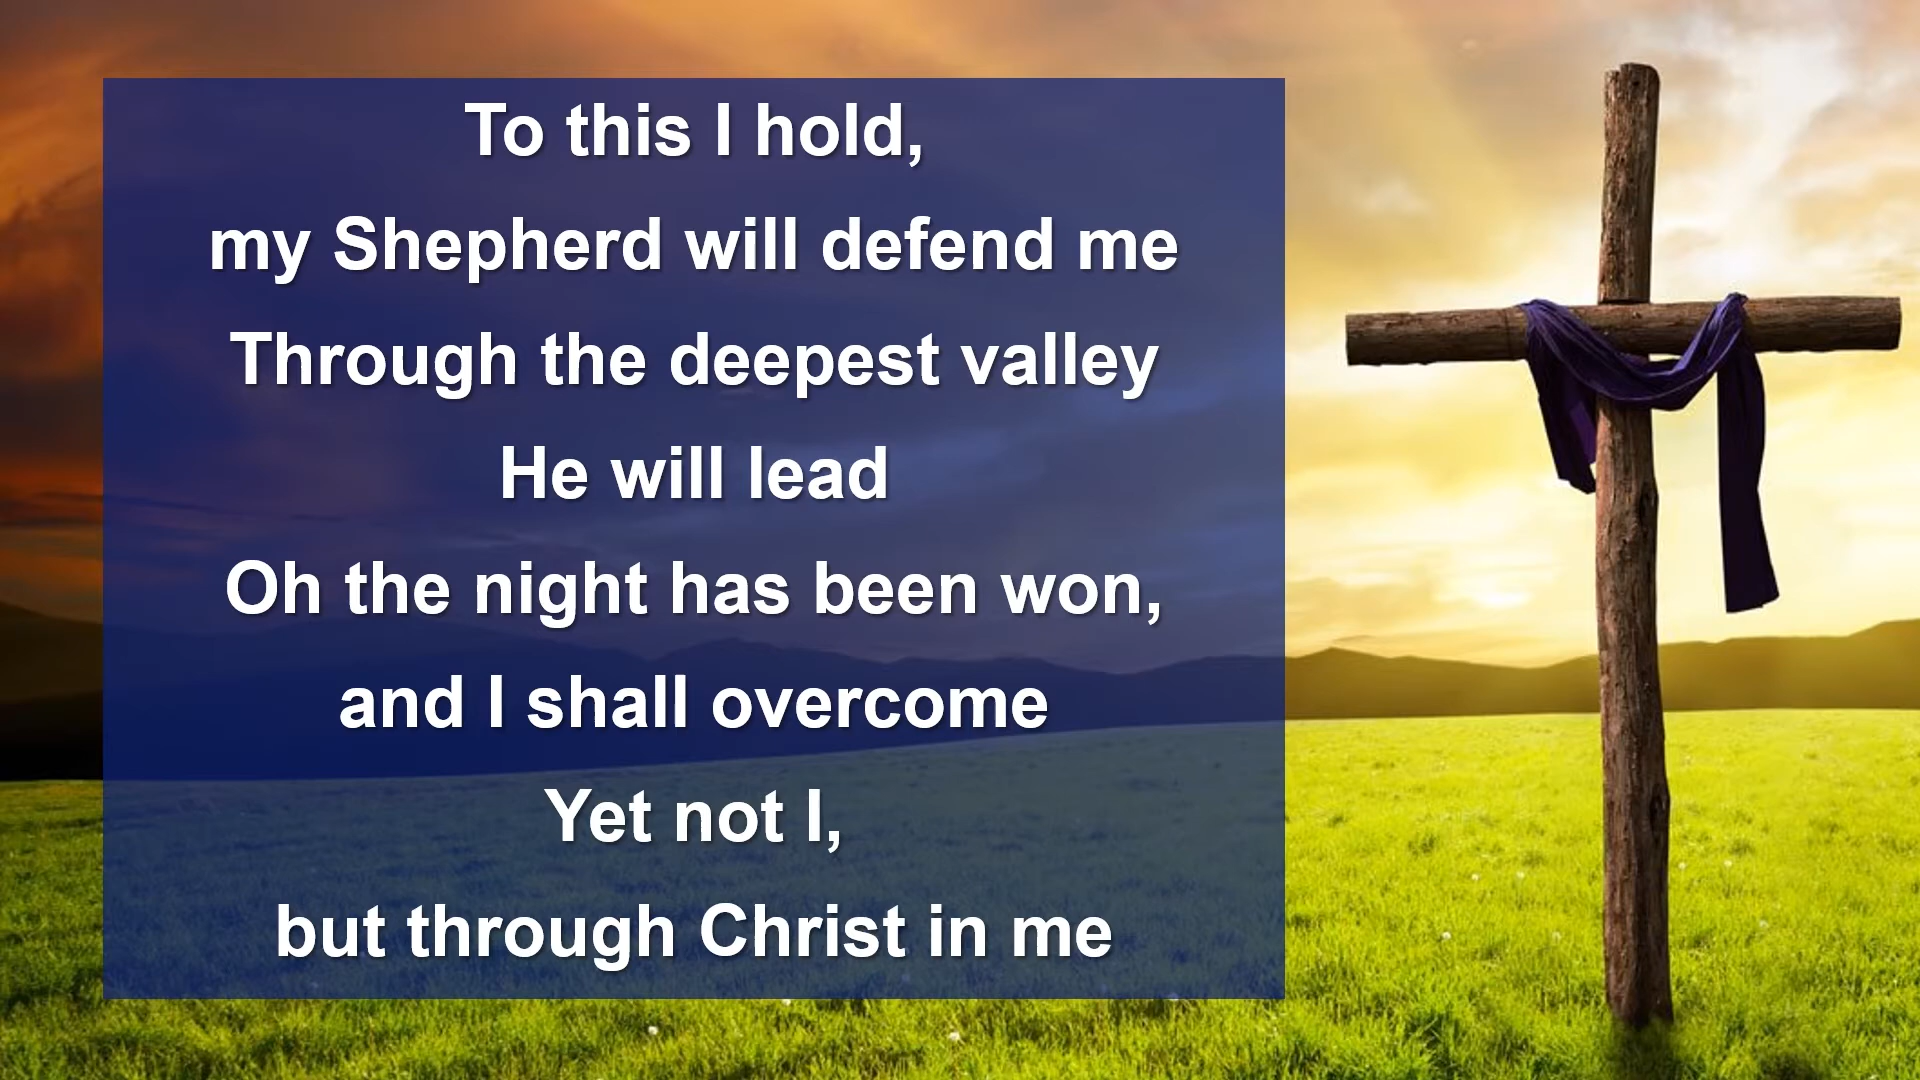 To this I hold,
my Shepherd will defend me
Through the deepest valley
He will lead
Oh the night has been won,
and I shall overcome
Yet not I,
but through Christ in me